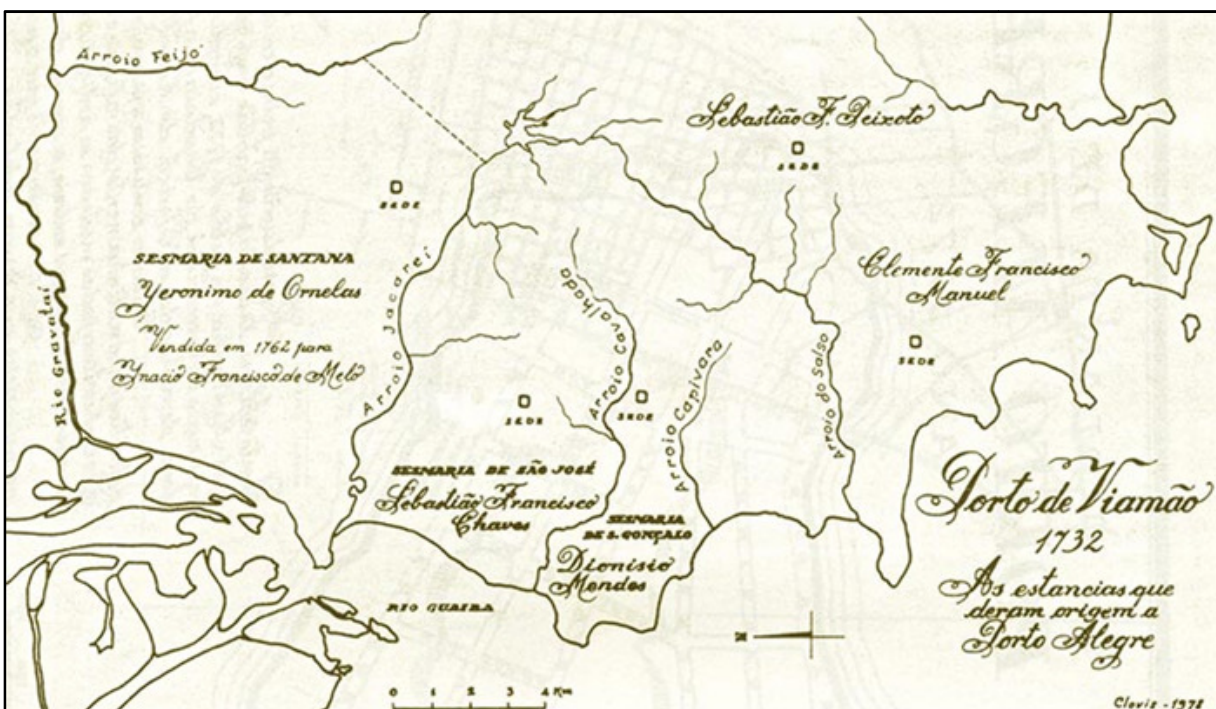 Arroio Feijó
Sebastião F. Peixoto
SEDE
SEDE
SESMARIA DE SANTANA
Yeronimo de Ornelas
Vendida em 1762 para
Ynacio Francisco de Melo
Rio Gravataí
Arroio Jacareí
Arroio Cavalhada
Clemente Francisco
Manuel
SEDE
Arroio Capivara
Arroio do Salso
SEDE
SEDE
SESMARIA DE SÃO JOSÉ
Sebastião Francisco
Chaves
SESMARIA
DE S. GONÇALO
Dionisio
Mendes
RIO GUAIBA
Porto de Viamão
1732
As estancias que
deram origem a
Porto Alegre
N
0 1 2 3 4 Km
Clovis - 1978